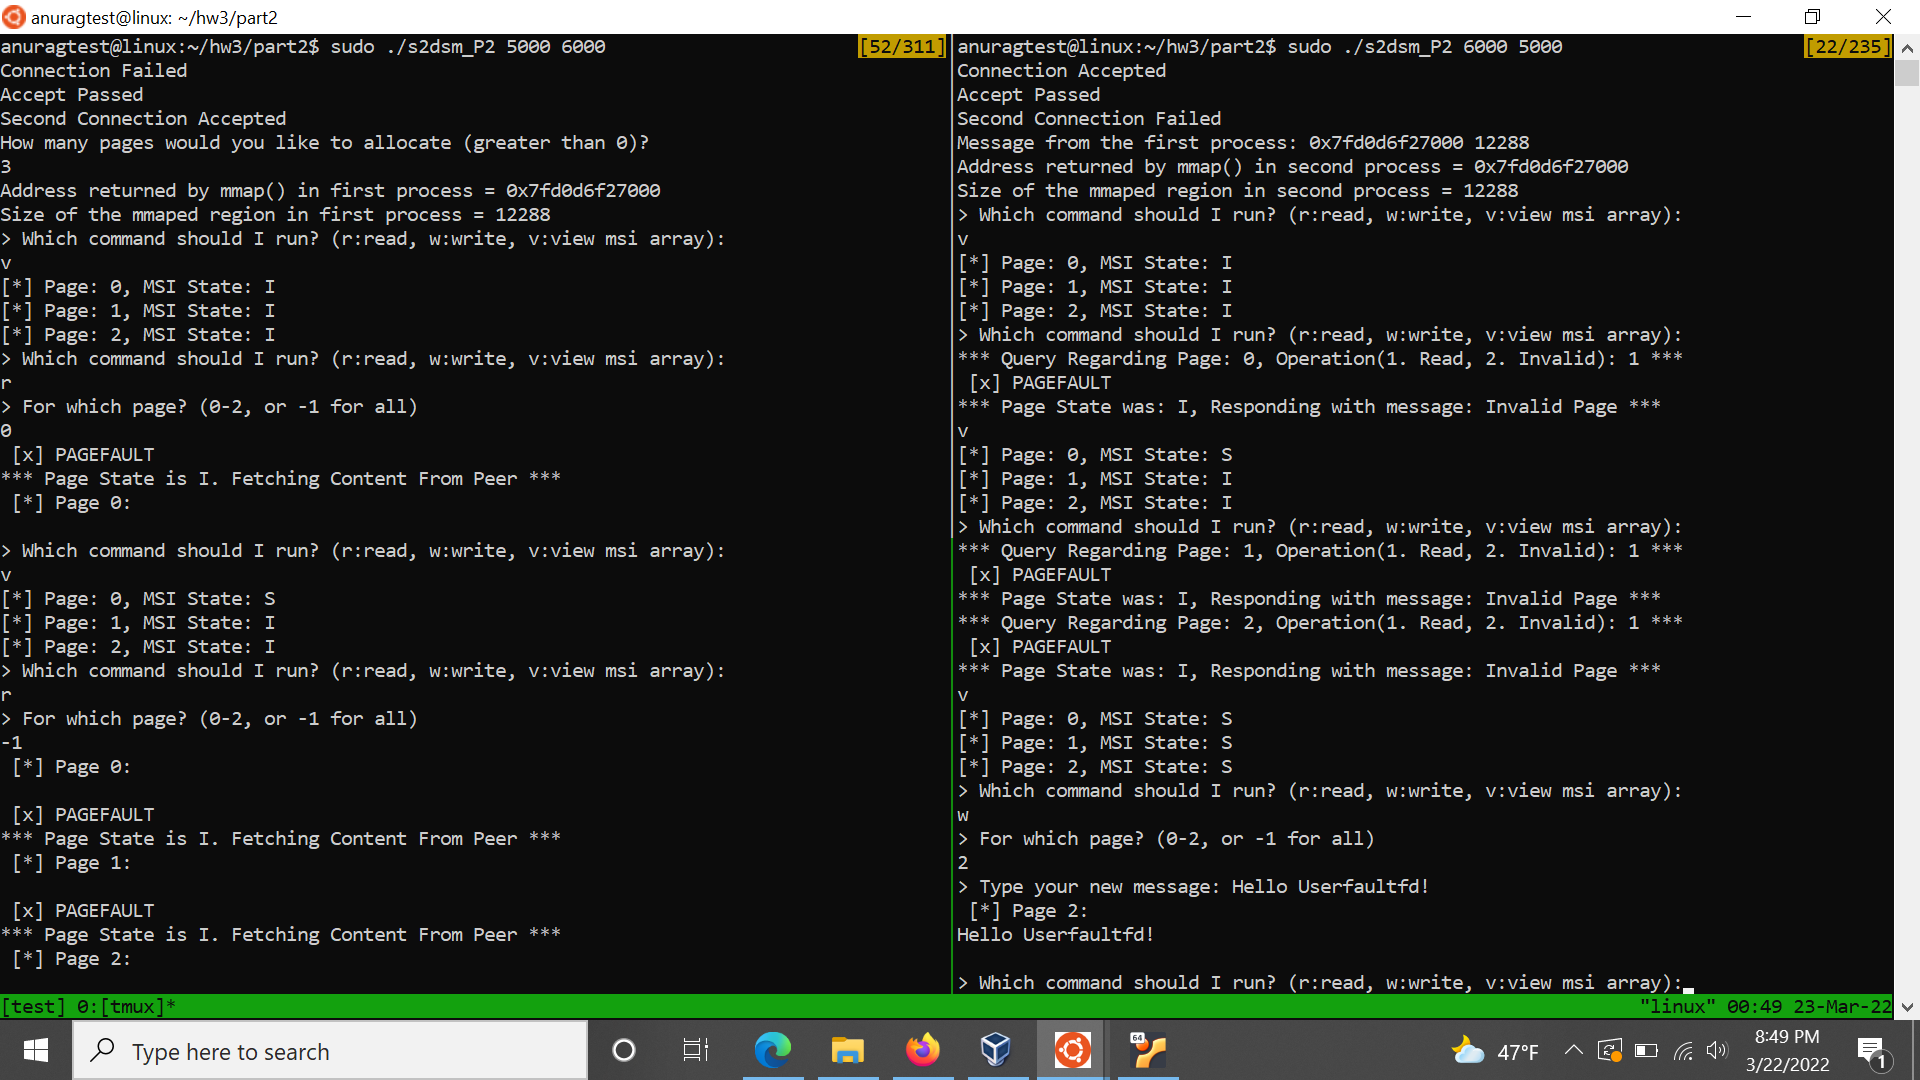 anuragtest@linux: ~/hw3/part2
anuragtest@linux:~/hw3/part2$ sudo ./s2dsm_P2 5000 6000 [52/311]
Connection Failed
Accept Passed
Second Connection Accepted
How many pages would you like to allocate (greater than 0)?
3
Address returned by mmap() in first process = 0x7fd0d6f27000
Size of the mmaped region in first process = 12288
> Which command should I run? (r:read, w:write, v:view msi array):
v
[*] Page: 0, MSI State: I
[*] Page: 1, MSI State: I
[*] Page: 2, MSI State: I
> Which command should I run? (r:read, w:write, v:view msi array):
r
> For which page? (0-2, or -1 for all)
0
[x] PAGEFAULT
*** Page State is I. Fetching Content From Peer ***
[*] Page 0:
> Which command should I run? (r:read, w:write, v:view msi array):
v
[*] Page: 0, MSI State: S
[*] Page: 1, MSI State: I
[*] Page: 2, MSI State: I
> Which command should I run? (r:read, w:write, v:view msi array):
r
> For which page? (0-2, or -1 for all)
-1
[*] Page 0:
[x] PAGEFAULT
*** Page State is I. Fetching Content From Peer ***
[*] Page 1:
[x] PAGEFAULT
*** Page State is I. Fetching Content From Peer ***
[*] Page 2:
anuragtest@linux:~/hw3/part2$ sudo ./s2dsm_P2 6000 5000 [22/235]
Connection Accepted
Accept Passed
Second Connection Failed
Message from the first process: 0x7fd0d6f27000 12288
Address returned by mmap() in second process = 0x7fd0d6f27000
Size of the mmaped region in second process = 12288
> Which command should I run? (r:read, w:write, v:view msi array):
v
[*] Page: 0, MSI State: I
[*] Page: 1, MSI State: I
[*] Page: 2, MSI State: I
> Which command should I run? (r:read, w:write, v:view msi array):
*** Query Regarding Page: 0, Operation(1. Read, 2. Invalid): 1 ***
[x] PAGEFAULT
*** Page State was: I, Responding with message: Invalid Page ***
v
[*] Page: 0, MSI State: S
[*] Page: 1, MSI State: I
[*] Page: 2, MSI State: I
> Which command should I run? (r:read, w:write, v:view msi array):
*** Query Regarding Page: 1, Operation(1. Read, 2. Invalid): 1 ***
[x] PAGEFAULT
*** Page State was: I, Responding with message: Invalid Page ***
*** Query Regarding Page: 2, Operation(1. Read, 2. Invalid): 1 ***
[x] PAGEFAULT
*** Page State was: I, Responding with message: Invalid Page ***
v
[*] Page: 0, MSI State: S
[*] Page: 1, MSI State: S
[*] Page: 2, MSI State: S
> Which command should I run? (r:read, w:write, v:view msi array):
w
> For which page? (0-2, or -1 for all)
2
> Type your new message: Hello Userfaultfd!
[*] Page 2:
Hello Userfaultfd!
> Which command should I run? (r:read, w:write, v:view msi array):
[test] 0:[tmux]* "linux" 00:49 23-Mar-22
Type here to search
64
47°F
8:49 PM
3/22/2022
1